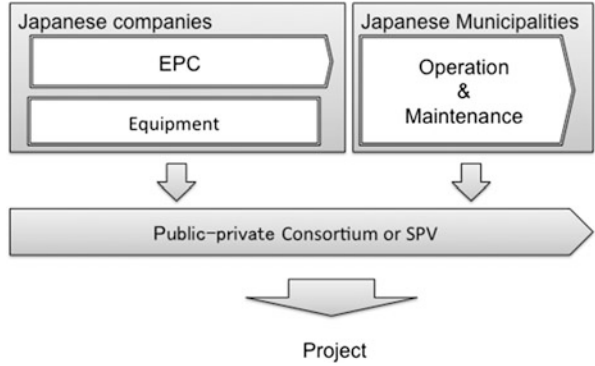 Japanese companies
EPC
Equipment
Japanese Municipalities
Operation
&
Maintenance
Public-private Consortium or SPV
Project